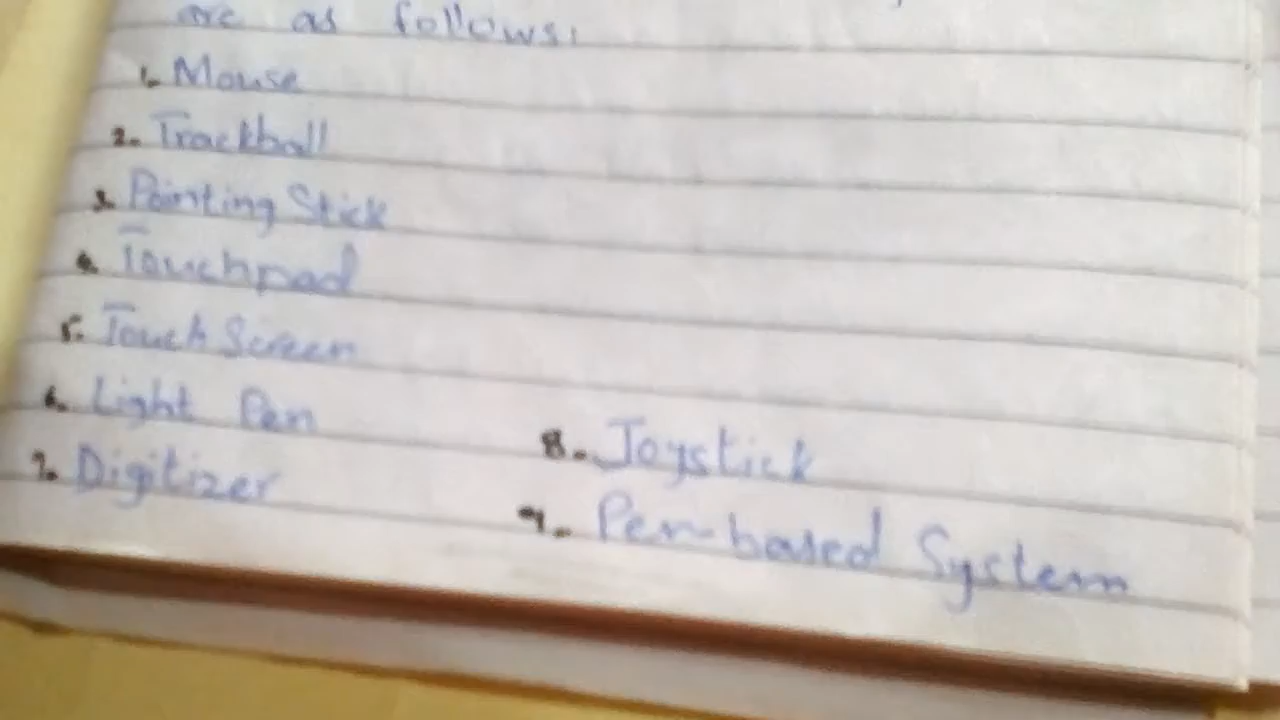 are as follows:
1. Mouse
2. Trackball
3. Pointing Stick
4. Touchpad
5. Touch Screen
6. Light Pen
7. Digitizer
8. Joystick
9. Pen-based System